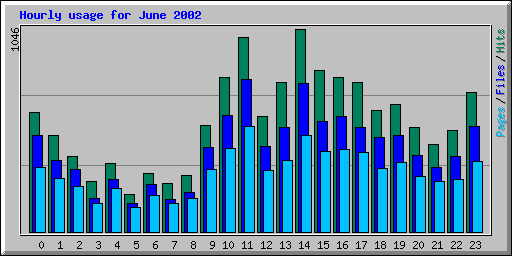 Hourly usage for June 2002
1046
Pages / Files / Hits
0 1 2 3 4 5 6 7 8 9 10 11 12 13 14 15 16 17 18 19 20 21 22 23